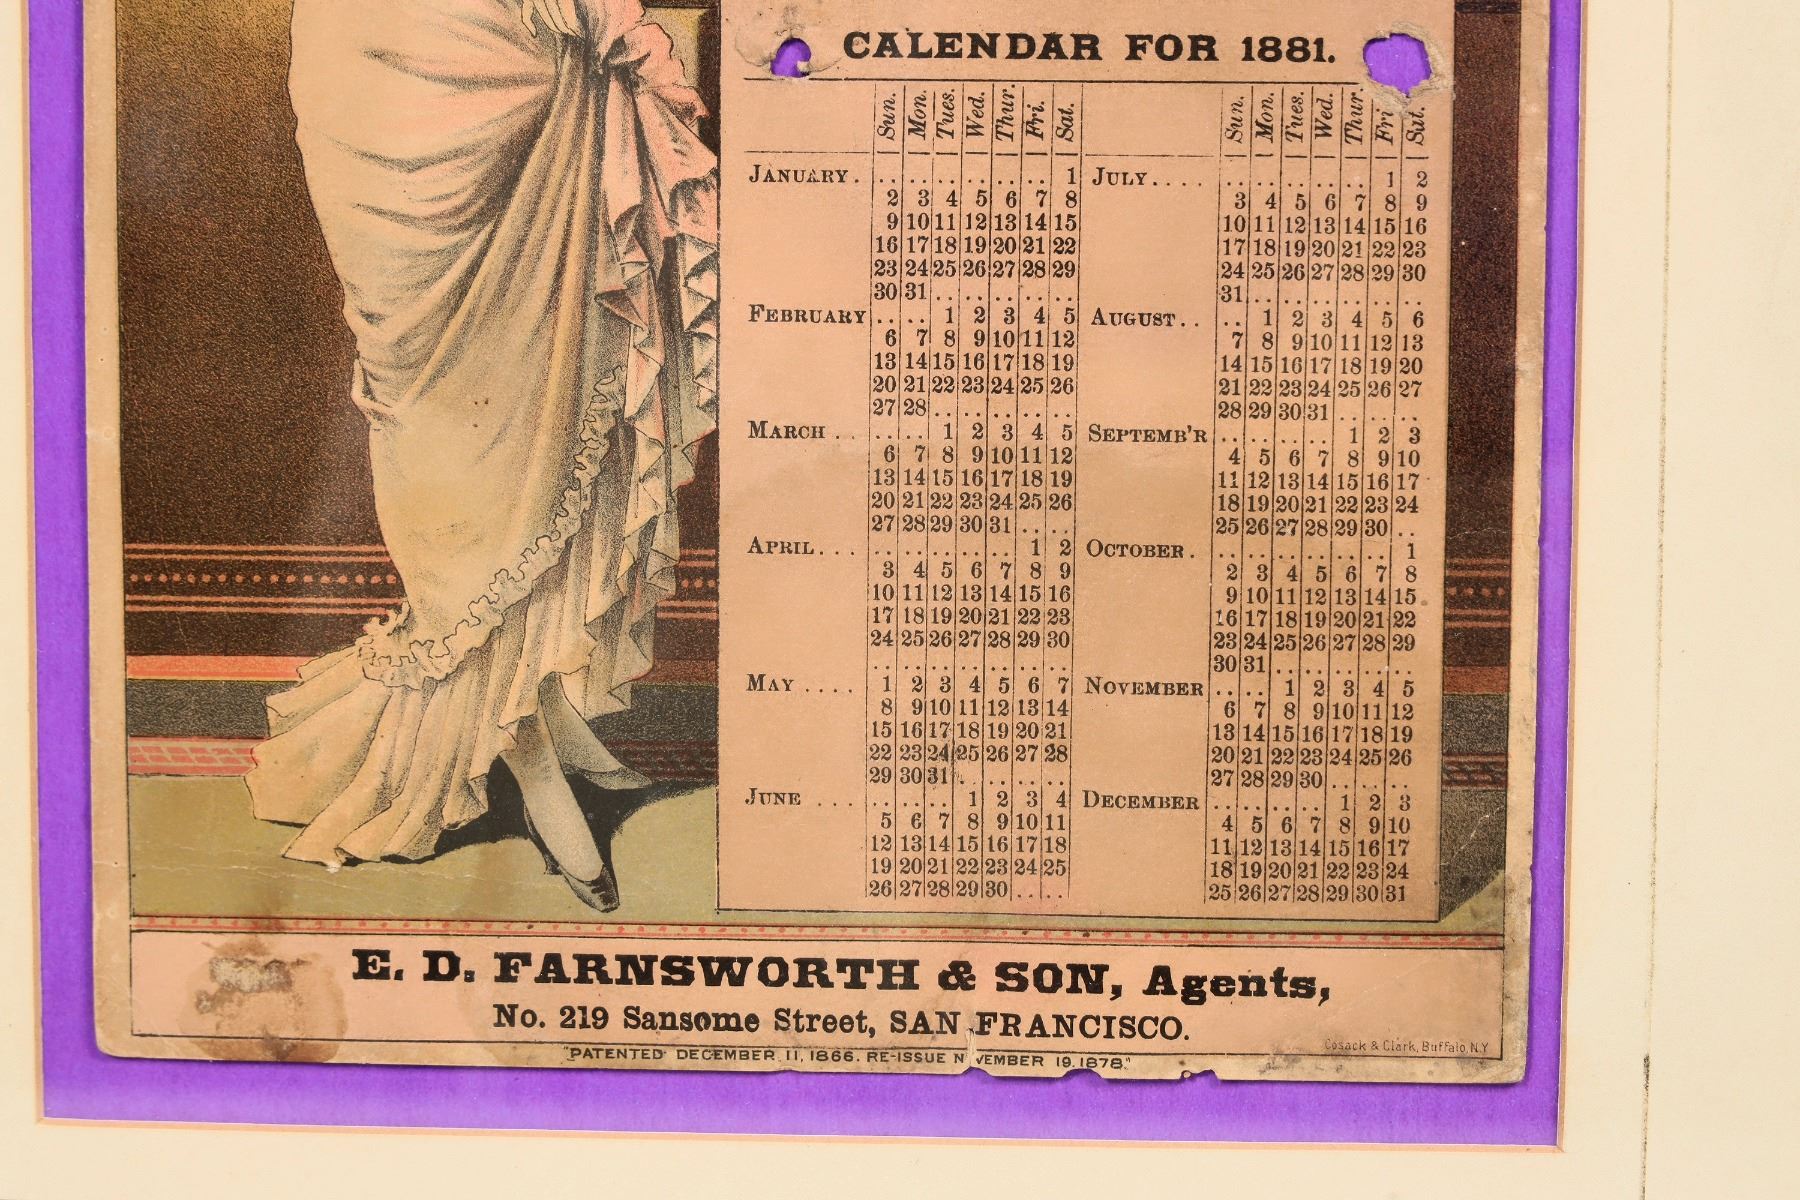 CALENDAR FOR 1881.
Sun. Mon. Tues. Wed. Thur. Fri. Sat. Sun. Mon. Tues. Wed. Thur. Fri. Sat.
JANUARY. .. .. .. .. .. .. 1
2 3 4 5 6 7 8
9 10 11 12 13 14 15
16 17 18 19 20 21 22
23 24 25 26 27 28 29
30 31 .. .. .. .. ..
FEBRUARY .. .. 1 2 3 4 5
6 7 8 9 10 11 12
13 14 15 16 17 18 19
20 21 22 23 24 25 26
27 28 .. .. .. .. ..
MARCH .. .. .. 1 2 3 4 5
6 7 8 9 10 11 12
13 14 15 16 17 18 19
20 21 22 23 24 25 26
27 28 29 30 31 .. ..
APRIL... .. .. .. .. .. 1 2
3 4 5 6 7 8 9
10 11 12 13 14 15 16
17 18 19 20 21 22 23
24 25 26 27 28 29 30
.. .. .. .. .. .. ..
MAY .... 1 2 3 4 5 6 7
8 9 10 11 12 13 14
15 16 17 18 19 20 21
22 23 24 25 26 27 28
29 30 31 .. .. .. ..
JUNE ... .. .. .. 1 2 3 4
5 6 7 8 9 10 11
12 13 14 15 16 17 18
19 20 21 22 23 24 25
26 27 28 29 30 .. ..
JULY.... .. .. .. .. .. 1 2
3 4 5 6 7 8 9
10 11 12 13 14 15 16
17 18 19 20 21 22 23
24 25 26 27 28 29 30
31 .. .. .. .. .. ..
AUGUST.. .. 1 2 3 4 5 6
7 8 9 10 11 12 13
14 15 16 17 18 19 20
21 22 23 24 25 26 27
28 29 30 31 .. .. ..
SEPTEMB'R .. .. .. .. 1 2 3
4 5 6 7 8 9 10
11 12 13 14 15 16 17
18 19 20 21 22 23 24
25 26 27 28 29 30 ..
OCTOBER. .. .. .. .. .. .. 1
2 3 4 5 6 7 8
9 10 11 12 13 14 15
16 17 18 19 20 21 22
23 24 25 26 27 28 29
30 31 .. .. .. .. ..
NOVEMBER .. .. 1 2 3 4 5
6 7 8 9 10 11 12
13 14 15 16 17 18 19
20 21 22 23 24 25 26
27 28 29 30 .. .. ..
DECEMBER .. .. .. .. 1 2 3
4 5 6 7 8 9 10
11 12 13 14 15 16 17
18 19 20 21 22 23 24
25 26 27 28 29 30 31
E. D. FARNSWORTH & SON, Agents,
No. 219 Sansome Street, SAN FRANCISCO.
Cosack & Clark, Buffalo, N.Y
"PATENTED DECEMBER 11, 1866. RE-ISSUE N VEMBER 19. 1878."